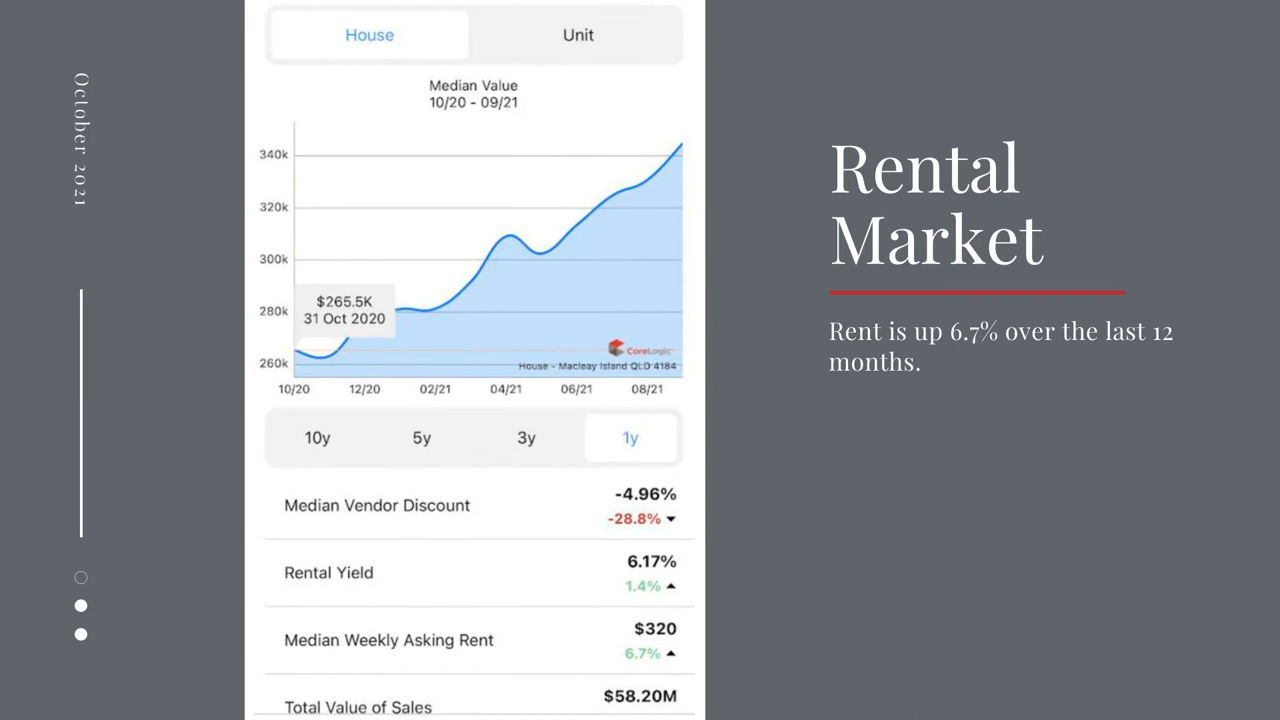 October 2021
House
Unit
Median Value
10/20 - 09/21
340k
320k
300k
280k
260k
$265.5K
31 Oct 2020
CoreLogic
House - Macleay Island QLD 4184
10/20
12/20
02/21
04/21
06/21
08/21
10y
5y
3y
1y
Median Vendor Discount
-4.96%
-28.8%
Rental Yield
6.17%
1.4%
Median Weekly Asking Rent
$320
6.7%
Total Value of Sales
$58.20M
Rental
Market
Rent is up 6.7% over the last 12
months.